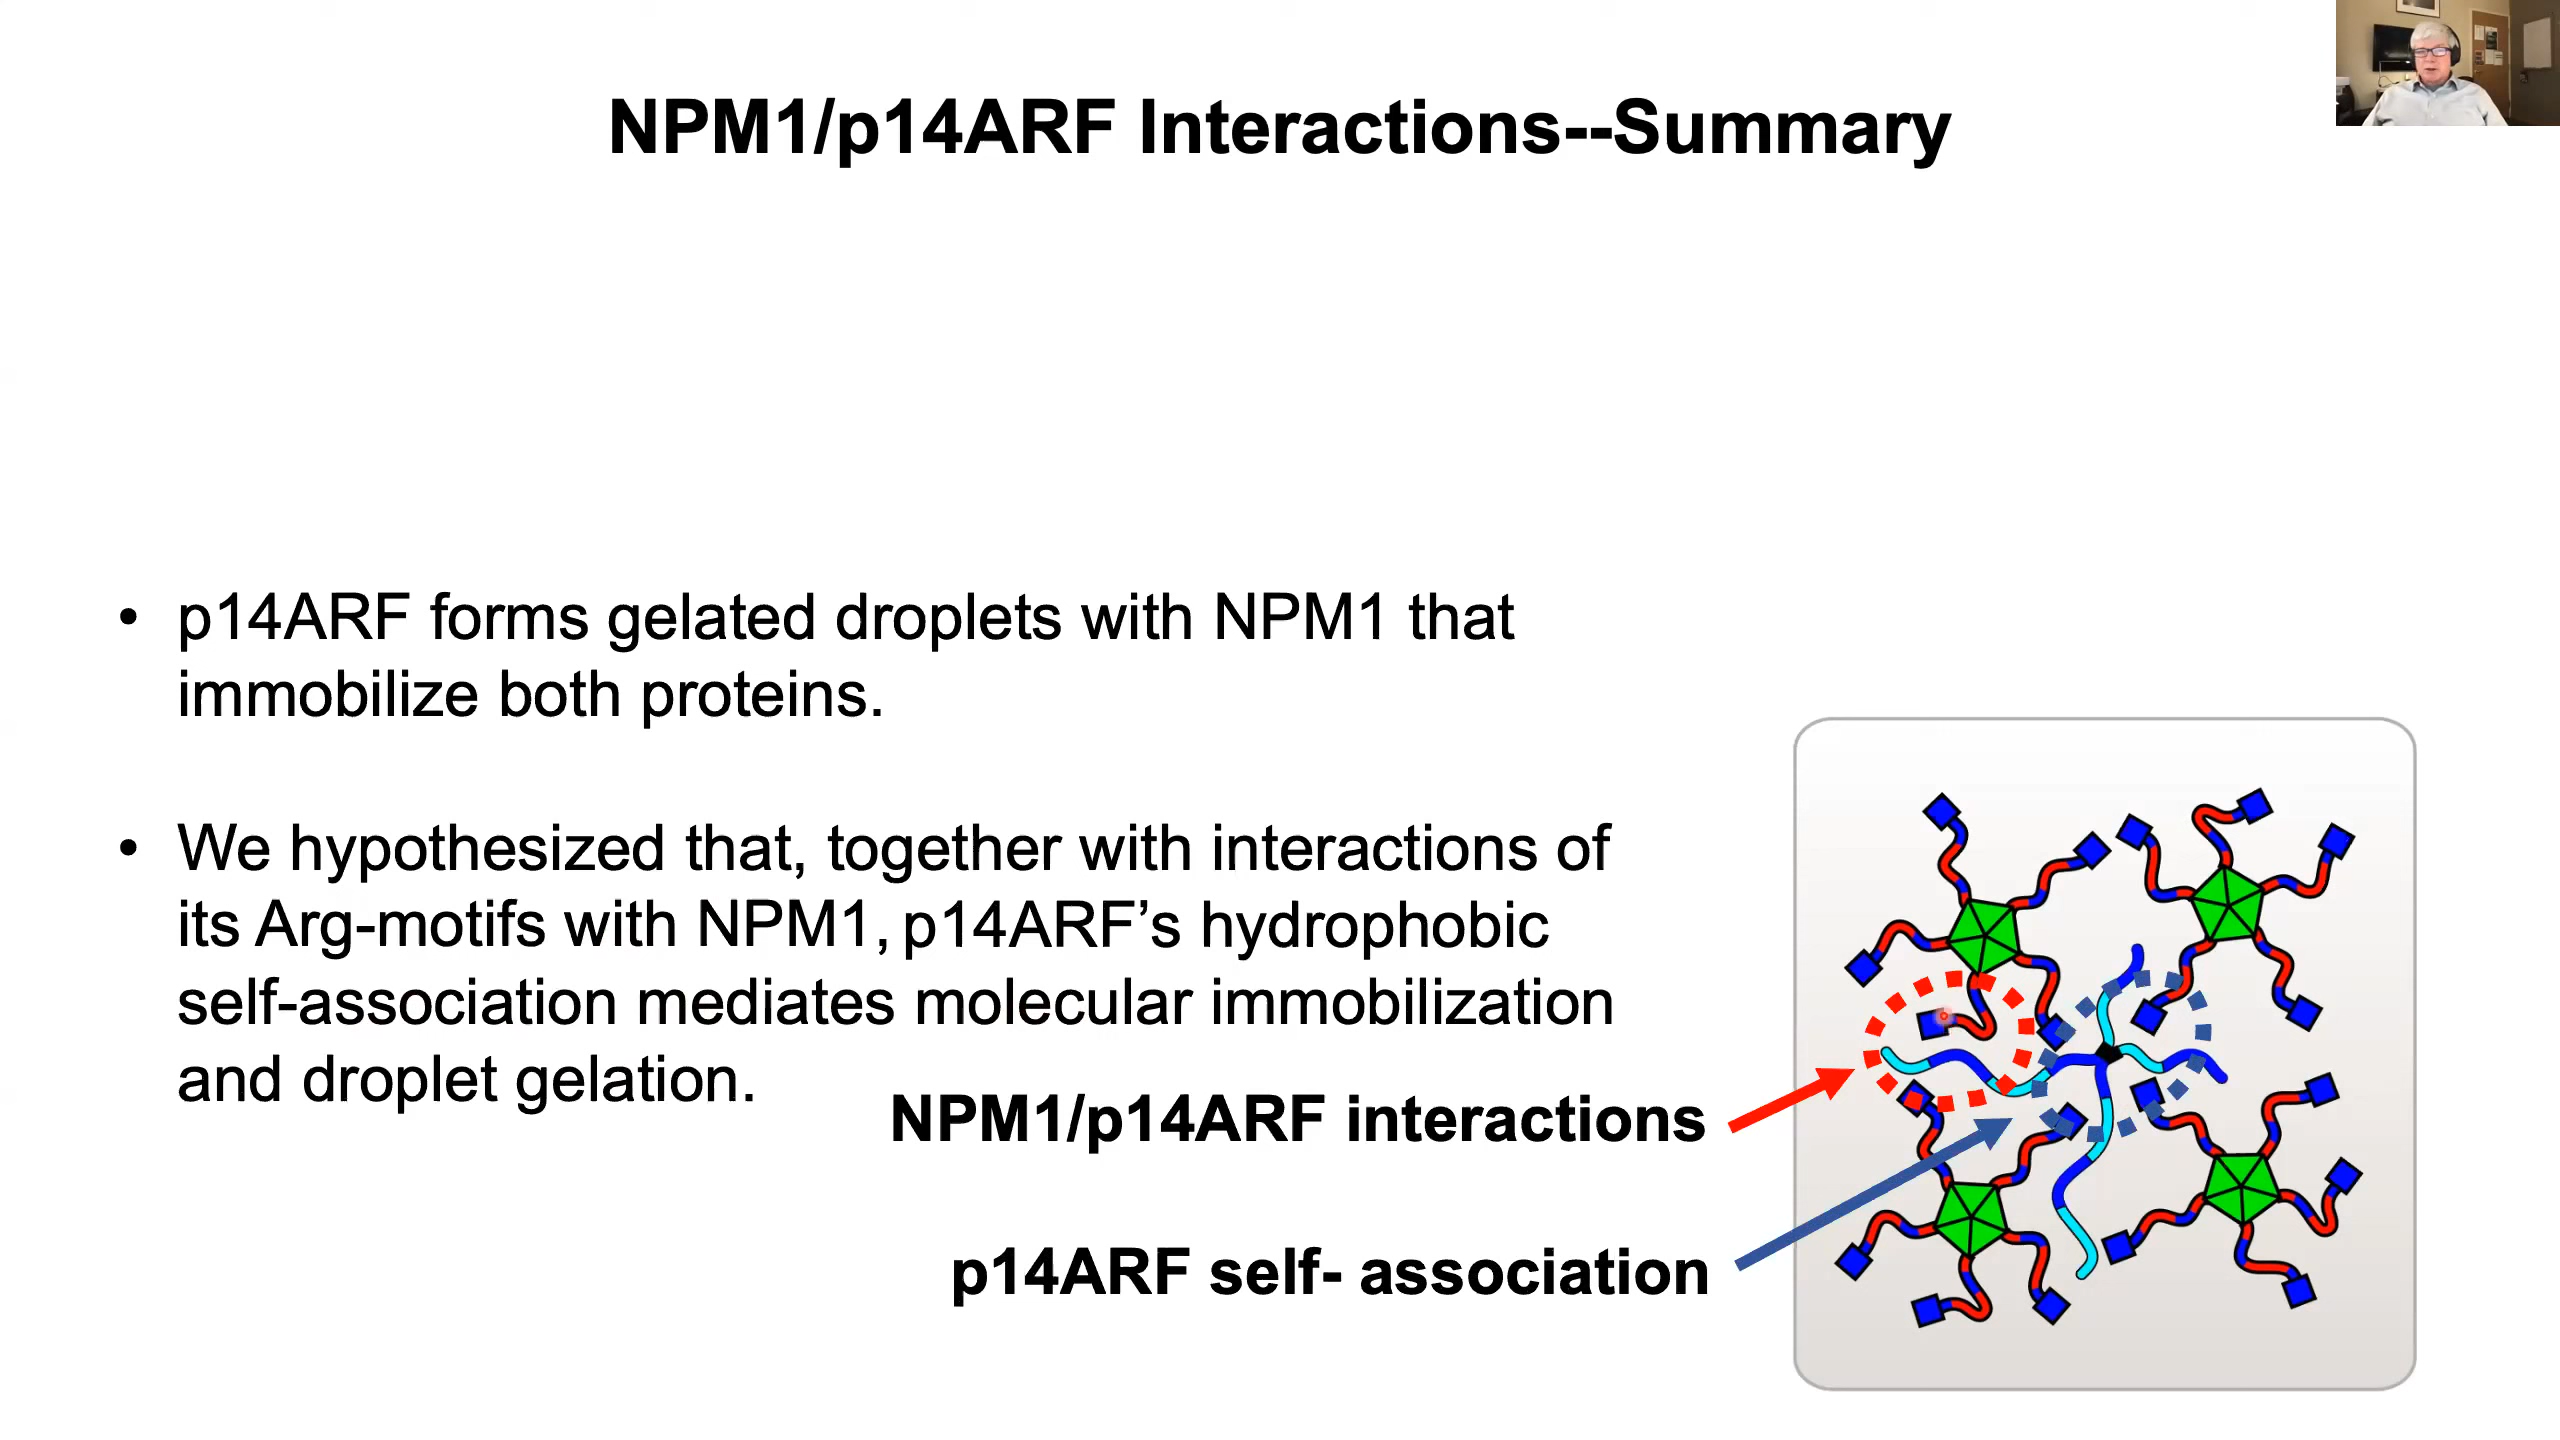 NPM1/p14ARF Interactions--Summary
• p14ARF forms gelated droplets with NPM1 that
immobilize both proteins.
• We hypothesized that, together with interactions of
its Arg-motifs with NPM1, p14ARF’s hydrophobic
self-association mediates molecular immobilization
and droplet gelation.
NPM1/p14ARF interactions
p14ARF self- association